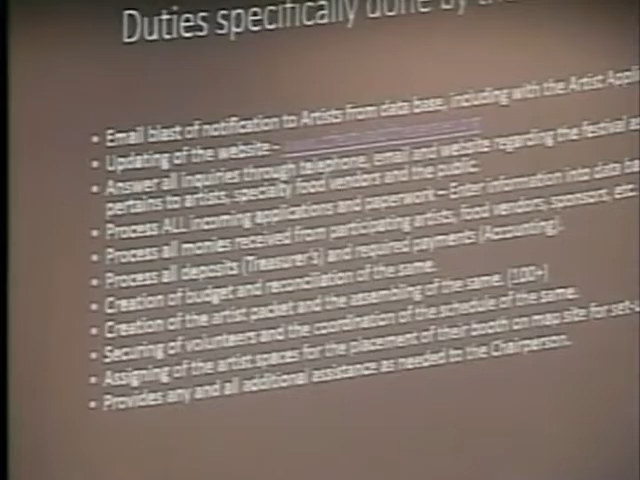 Duties specifically done by
• Email blast of notification to Artists from data base, including with the Artist
• Updating of the website -
• Answer all inquiries through telephone, email and website regarding the festival
pertains to artists, specialty food vendors and the public.
• Process ALL incoming applications and paperwork – Enter information into data
• Process all monies received from participating artists, food vendors, sponsors, etc
• Process all deposits (Treasurer's) and required payments (Accounting).
• Creation of budget and reconciliation of the same.
• Creation of the artist packet and the assembling of the same. (100+)
• Securing of volunteers and the coordination of the schedule of the same.
• Assigning of the artist spaces for the placement of their booth on map site for
• Provides any and all additional assistance as needed to the Chairperson.